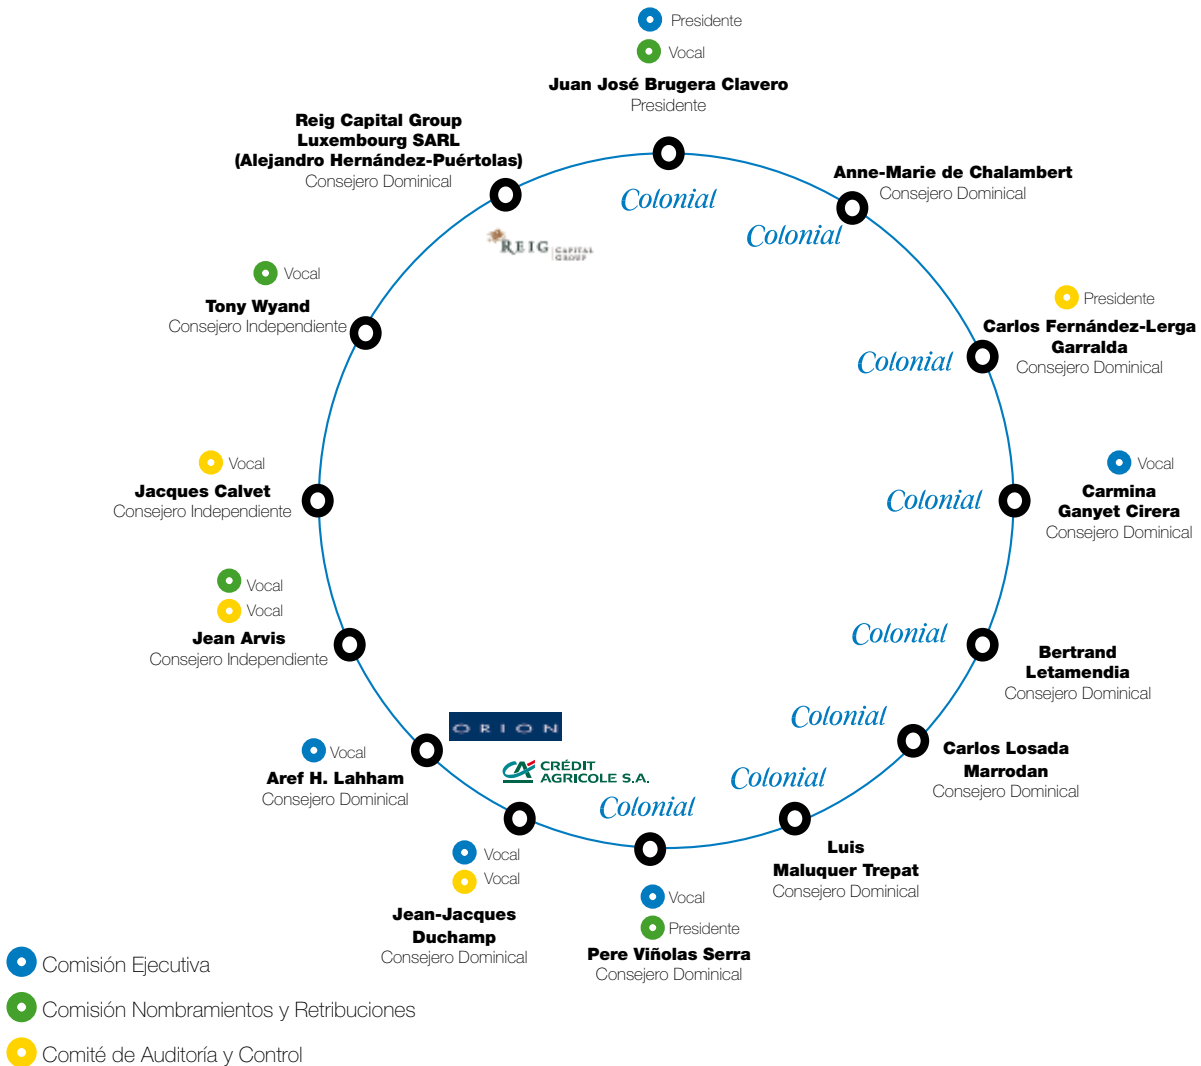 Presidente
Vocal
Juan José Brugera Clavero
Presidente
Colonial
Anne-Marie de Chalambert
Consejero Dominical
Colonial
Presidente
Carlos Fernández-Lerga
Garralda
Consejero Dominical
Colonial
Vocal
Carmina
Ganyet Cirera
Consejero Dominical
Colonial
Bertrand
Letamendia
Consejero Dominical
Colonial
Carlos Losada
Marrodan
Consejero Dominical
Colonial
Luis
Maluquer Trepat
Consejero Dominical
Colonial
Colonial
Vocal
Presidente
Pere Viñolas Serra
Consejero Dominical
CRÉDIT
AGRICOLE S.A.
Vocal
Vocal
Jean-Jacques
Duchamp
Consejero Dominical
ORION
Vocal
Aref H. Lahham
Consejero Dominical
Vocal
Vocal
Jean Arvis
Consejero Independiente
Vocal
Jacques Calvet
Consejero Independiente
Vocal
Tony Wyand
Consejero Independiente
Reig Capital Group
Luxembourg SARL
(Alejandro Hernández-Puértolas)
Consejero Dominical
REIG CAPITAL
GROUP
Comisión Ejecutiva
Comisión Nombramientos y Retribuciones
Comité de Auditoría y Control